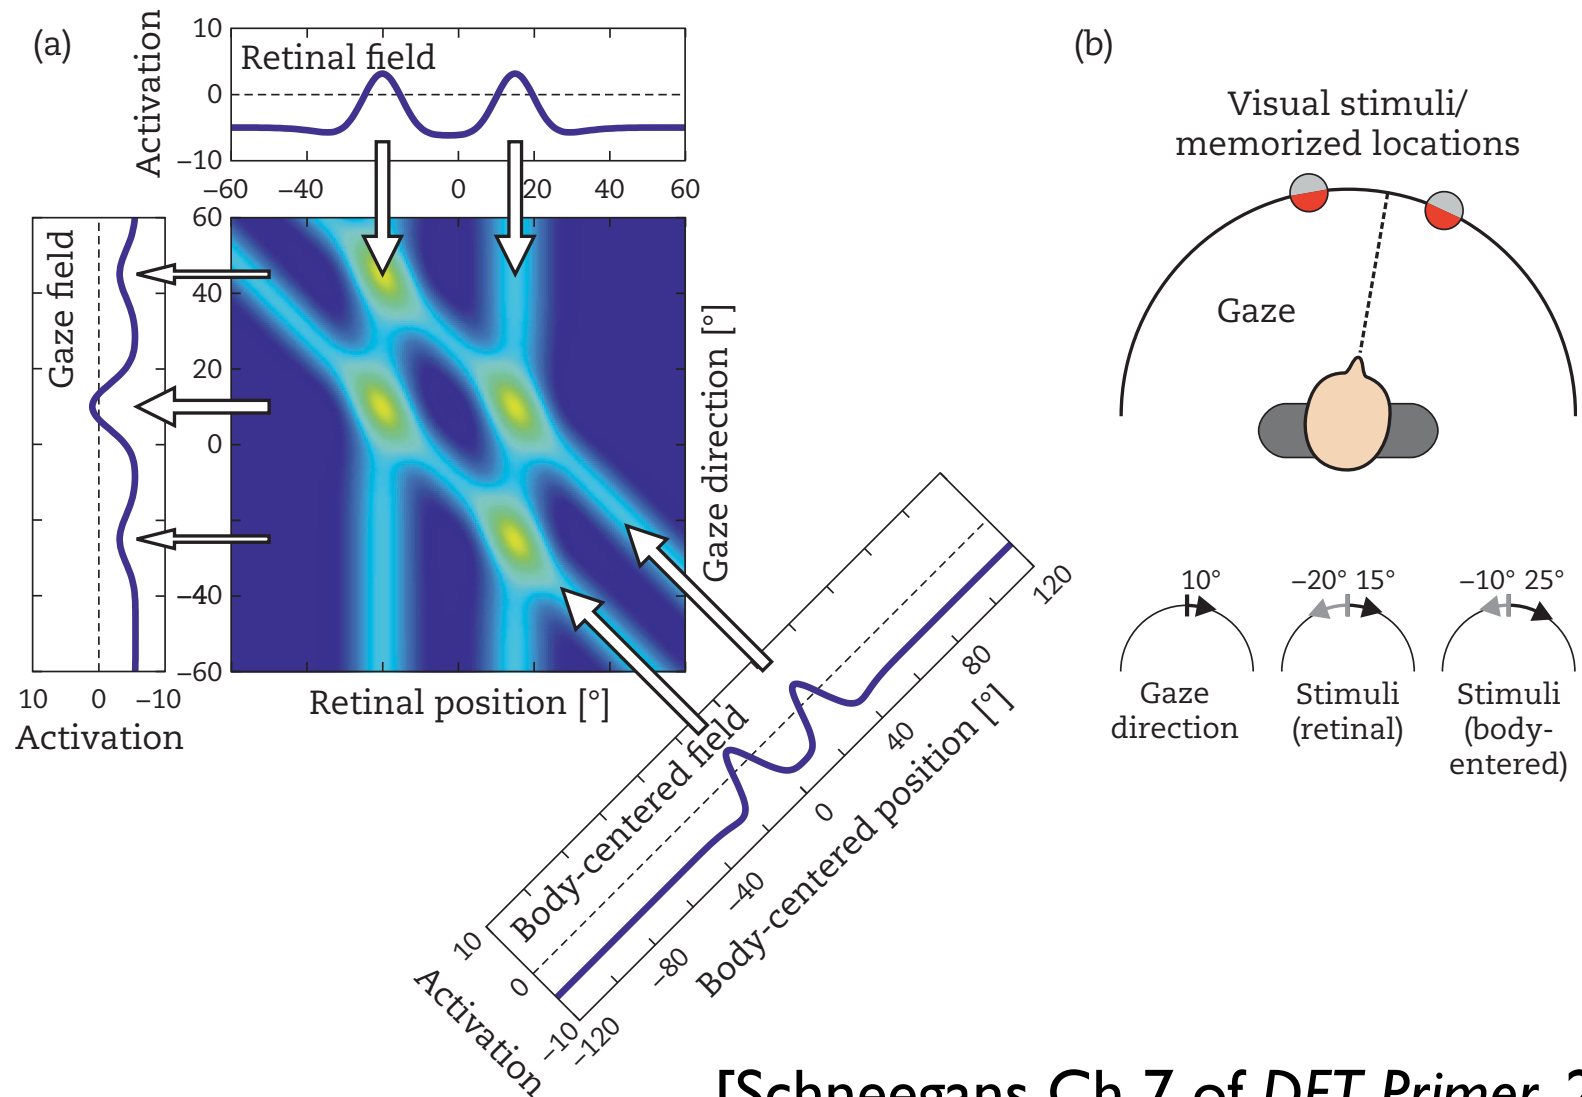 (a)
Activation
10
0
−10
Retinal field
−60 −40 0 20 40 60
Gaze field
10 0 −10
Activation
60
40
20
0
−40
−60
Retinal position [°]
Gaze direction [°]
Body-centered field
10
0
−10
Activation
−120
−80
−40
0
40
80
120
Body-centered position [°]
(b)
Visual stimuli/
memorized locations
Gaze
10°
Gaze
direction
−20° 15°
Stimuli
(retinal)
−10° 25°
Stimuli
(body-
entered)
[Schneegans Ch 7 of DFT Primer, 2